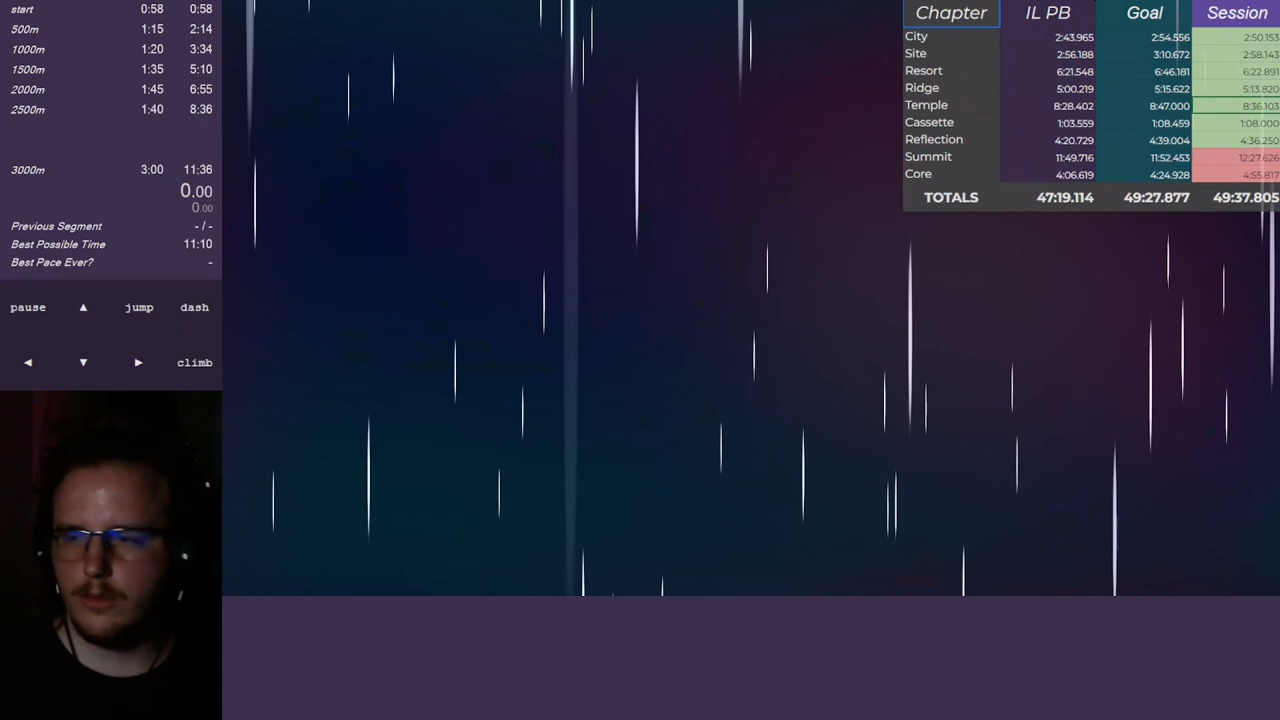 start 0:58 0:58
500m 1:15 2:14
1000m 1:20 3:34
1500m 1:35 5:10
2000m 1:45 6:55
2500m 1:40 8:36
3000m 3:00 11:36
0.00
0.00
Previous Segment - / -
Best Possible Time 11:10
Best Pace Ever? -
pause ▲ jump dash
◄ ▼ ► climb
Chapter IL PB Goal Session
City 2:43.965 2:54.556 2:50.153
Site 2:56.188 3:10.672 2:58.143
Resort 6:21.548 6:46.181 6:22.891
Ridge 5:00.219 5:15.622 5:13.820
Temple 8:28.402 8:47.000 8:36.103
Cassette 1:03.559 1:08.459 1:08.000
Reflection 4:20.729 4:39.004 4:36.250
Summit 11:49.716 11:52.453 12:27.626
Core 4:06.619 4:24.928 4:55.817
TOTALS 47:19.114 49:27.877 49:37.805